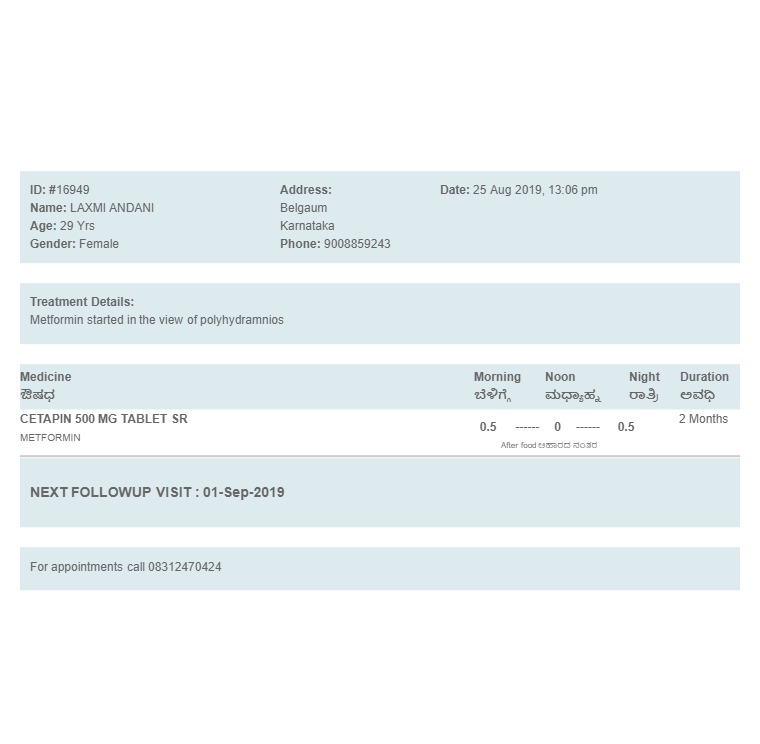 ID: #16949
Name: LAXMI ANDANI
Age: 29 Yrs
Gender: Female
Address:
Belgaum
Karnataka
Phone: 9008859243
Date: 25 Aug 2019, 13:06 pm
Treatment Details:
Metformin started in the view of polyhydramnios
Medicine Morning Noon Night Duration
ಔಷಧ ಬೆಳಿಗ್ಗೆ ಮಧ್ಯಾಹ್ನ ರಾತ್ರಿ ಅವಧಿ
CETAPIN 500 MG TABLET SR 2 Months
METFORMIN 0.5 ------ 0 ------ 0.5
After food ಆಹಾರದ ನಂತರ
NEXT FOLLOWUP VISIT : 01-Sep-2019
For appointments call 08312470424